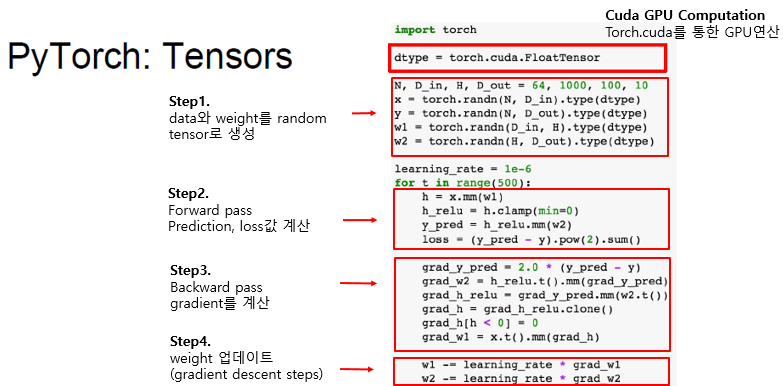 PyTorch: Tensors
Cuda GPU Computation
Torch.cuda를 통한 GPU연산
import torch
dtype = torch.cuda.FloatTensor
Step1.
data와 weight를 random
tensor로 생성
N, D_in, H, D_out = 64, 1000, 100, 10
x = torch.randn(N, D_in).type(dtype)
y = torch.randn(N, D_out).type(dtype)
w1 = torch.randn(D_in, H).type(dtype)
w2 = torch.randn(H, D_out).type(dtype)
learning_rate = 1e-6
for t in range(500):
Step2.
Forward pass
Prediction, loss값 계산
h = x.mm(w1)
h_relu = h.clamp(min=0)
y_pred = h_relu.mm(w2)
loss = (y_pred - y).pow(2).sum()
Step3.
Backward pass
gradient를 계산
grad_y_pred = 2.0 * (y_pred - y)
grad_w2 = h_relu.t().mm(grad_y_pred)
grad_h_relu = grad_y_pred.mm(w2.t())
grad_h = grad_h_relu.clone()
grad_h[h < 0] = 0
grad_w1 = x.t().mm(grad_h)
Step4.
weight 업데이트
(gradient descent steps)
w1 -= learning_rate * grad_w1
w2 -= learning_rate * grad_w2